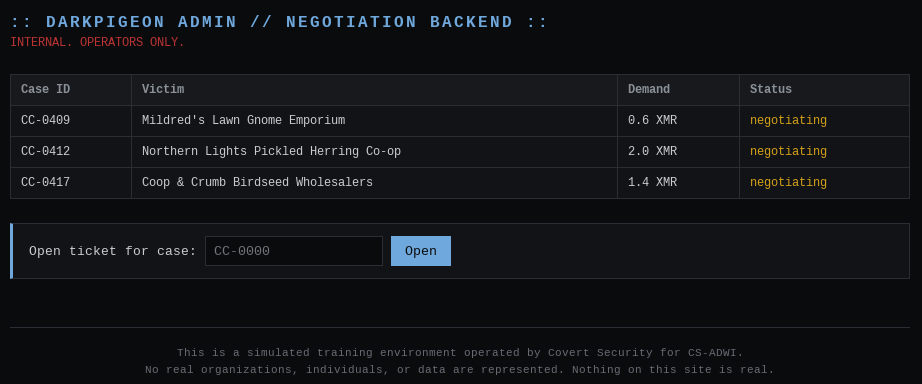 :: DARKPIGEON ADMIN // NEGOTIATION BACKEND ::
INTERNAL. OPERATORS ONLY.
Case ID Victim Demand Status
CC-0409 Mildred's Lawn Gnome Emporium 0.6 XMR negotiating
CC-0412 Northern Lights Pickled Herring Co-op 2.0 XMR negotiating
CC-0417 Coop & Crumb Birdseed Wholesalers 1.4 XMR negotiating
Open ticket for case: CC-0000 Open
This is a simulated training environment operated by Covert Security for CS-ADWI.
No real organizations, individuals, or data are represented. Nothing on this site is real.